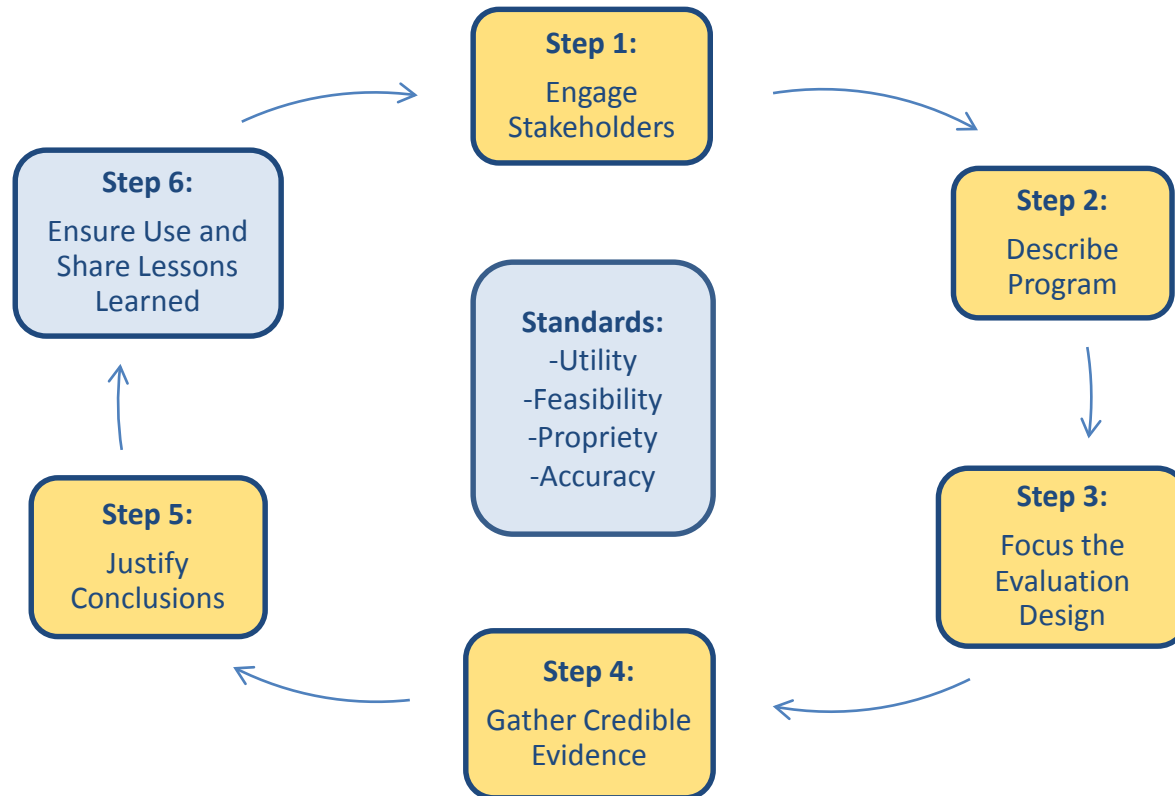 Step 1:
Engage
Stakeholders
Step 2:
Describe
Program
Step 3:
Focus the
Evaluation
Design
Step 4:
Gather Credible
Evidence
Step 5:
Justify
Conclusions
Step 6:
Ensure Use and
Share Lessons
Learned
Standards:
-Utility
-Feasibility
-Propriety
-Accuracy